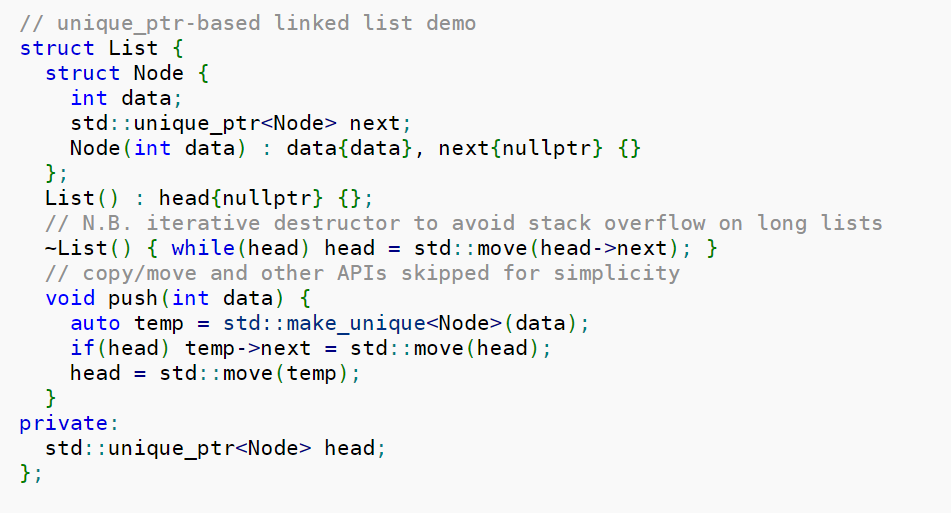 // unique_ptr-based linked list demo
struct List {
  struct Node {
    int data;
    std::unique_ptr<Node> next;
    Node(int data) : data{data}, next{nullptr} {}
  };
  List() : head{nullptr} {};
  // N.B. iterative destructor to avoid stack overflow on long lists
  ~List() { while(head) head = std::move(head->next); }
  // copy/move and other APIs skipped for simplicity
  void push(int data) {
    auto temp = std::make_unique<Node>(data);
    if(head) temp->next = std::move(head);
    head = std::move(temp);
  }
private:
  std::unique_ptr<Node> head;
};